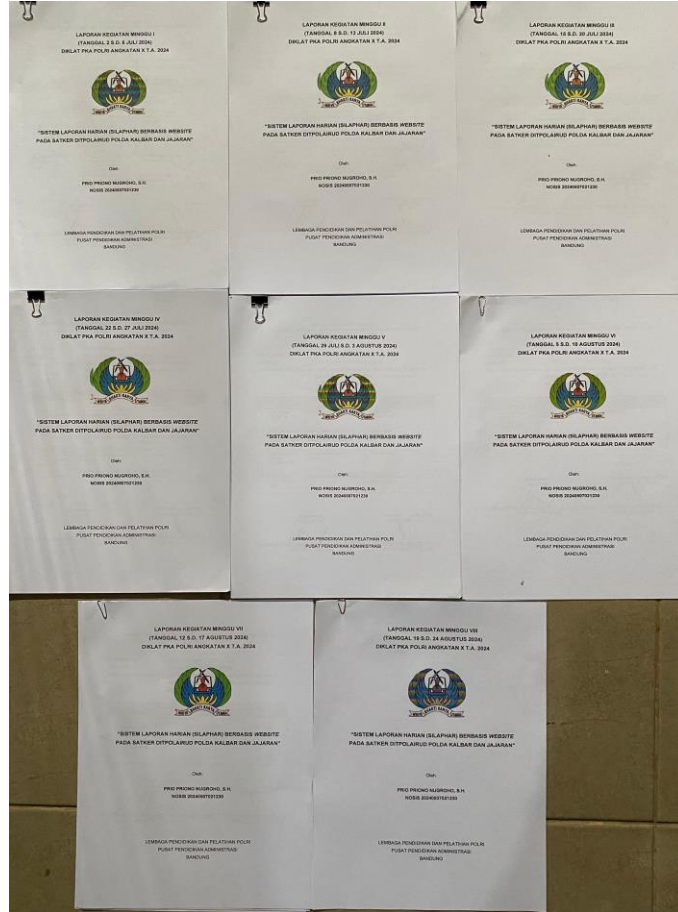 LAPORAN KEGIATAN MINGGU I
(TANGGAL 2 S.D. JULI 2024)
DIKLAT PKA POLRI ANGKATAN X T.A. 2024
"SISTEM LAPORAN HARIAN (SILAPHAR) BERBASIS WEBSITE
PADA SATKER DITPOLAIRUD POLDA KALBAR DAN JAJARAN"
Oleh:
PRIO PRIONO NUGROHO, S.H.
NOSIS
LEMBAGA PENDIDIKAN DAN PELATIHAN POLRI
PUSAT PENDIDIKAN ADMINISTRASI
BANDUNG
LAPORAN KEGIATAN MINGGU II
(TANGGAL 8 S.D. 13 JULI 2024)
DIKLAT PKA POLRI ANGKATAN X T.A. 2024
"SISTEM LAPORAN HARIAN (SILAPHAR) BERBASIS WEBSITE
PADA SATKER DITPOLAIRUD POLDA KALBAR DAN JAJARAN"
Oleh:
PRIO PRIONO NUGROHO, S.H.
NOSIS
LEMBAGA PENDIDIKAN DAN PELATIHAN POLRI
PUSAT PENDIDIKAN ADMINISTRASI
BANDUNG
LAPORAN KEGIATAN MINGGU III
(TANGGAL 15 S.D. 20 JULI 2024)
DIKLAT PKA POLRI ANGKATAN X T.A. 2024
"SISTEM LAPORAN HARIAN (SILAPHAR) BERBASIS WEBSITE
PADA SATKER DITPOLAIRUD POLDA KALBAR DAN JAJARAN"
Oleh:
PRIO PRIONO NUGROHO, S.H.
NOSIS
LEMBAGA PENDIDIKAN DAN PELATIHAN POLRI
PUSAT PENDIDIKAN ADMINISTRASI
BANDUNG
LAPORAN KEGIATAN MINGGU IV
(TANGGAL 22 S.D. 27 JULI 2024)
DIKLAT PKA POLRI ANGKATAN X T.A. 2024
"SISTEM LAPORAN HARIAN (SILAPHAR) BERBASIS WEBSITE
PADA SATKER DITPOLAIRUD POLDA KALBAR DAN JAJARAN"
Oleh:
PRIO PRIONO NUGROHO, S.H.
NOSIS
LEMBAGA PENDIDIKAN DAN PELATIHAN POLRI
PUSAT PENDIDIKAN ADMINISTRASI
BANDUNG
LAPORAN KEGIATAN MINGGU V
(TANGGAL 29 JULI S.D. 3 AGUSTUS 2024)
DIKLAT PKA POLRI ANGKATAN X T.A. 2024
"SISTEM LAPORAN HARIAN (SILAPHAR) BERBASIS WEBSITE
PADA SATKER DITPOLAIRUD POLDA KALBAR DAN JAJARAN"
Oleh:
PRIO PRIONO NUGROHO, S.H.
NOSIS
LEMBAGA PENDIDIKAN DAN PELATIHAN POLRI
PUSAT PENDIDIKAN ADMINISTRASI
BANDUNG
LAPORAN KEGIATAN MINGGU VI
(TANGGAL 5 S.D. 10 AGUSTUS 2024)
DIKLAT PKA POLRI ANGKATAN X T.A. 2024
"SISTEM LAPORAN HARIAN (SILAPHAR) BERBASIS WEBSITE
PADA SATKER DITPOLAIRUD POLDA KALBAR DAN JAJARAN"
Oleh:
PRIO PRIONO NUGROHO, S.H.
NOSIS
LEMBAGA PENDIDIKAN DAN PELATIHAN POLRI
PUSAT PENDIDIKAN ADMINISTRASI
BANDUNG
LAPORAN KEGIATAN MINGGU VII
(TANGGAL 12 S.D. 17 AGUSTUS 2024)
DIKLAT PKA POLRI ANGKATAN X T.A. 2024
"SISTEM LAPORAN HARIAN (SILAPHAR) BERBASIS WEBSITE
PADA SATKER DITPOLAIRUD POLDA KALBAR DAN JAJARAN"
Oleh:
PRIO PRIONO NUGROHO, S.H.
NOSIS
LEMBAGA PENDIDIKAN DAN PELATIHAN POLRI
PUSAT PENDIDIKAN ADMINISTRASI
BANDUNG
LAPORAN KEGIATAN MINGGU VIII
(TANGGAL 19 S.D. 24 AGUSTUS 2024)
DIKLAT PKA POLRI ANGKATAN X T.A. 2024
"SISTEM LAPORAN HARIAN (SILAPHAR) BERBASIS WEBSITE
PADA SATKER DITPOLAIRUD POLDA KALBAR DAN JAJARAN"
Oleh:
PRIO PRIONO NUGROHO, S.H.
NOSIS
LEMBAGA PENDIDIKAN DAN PELATIHAN POLRI
PUSAT PENDIDIKAN ADMINISTRASI
BANDUNG